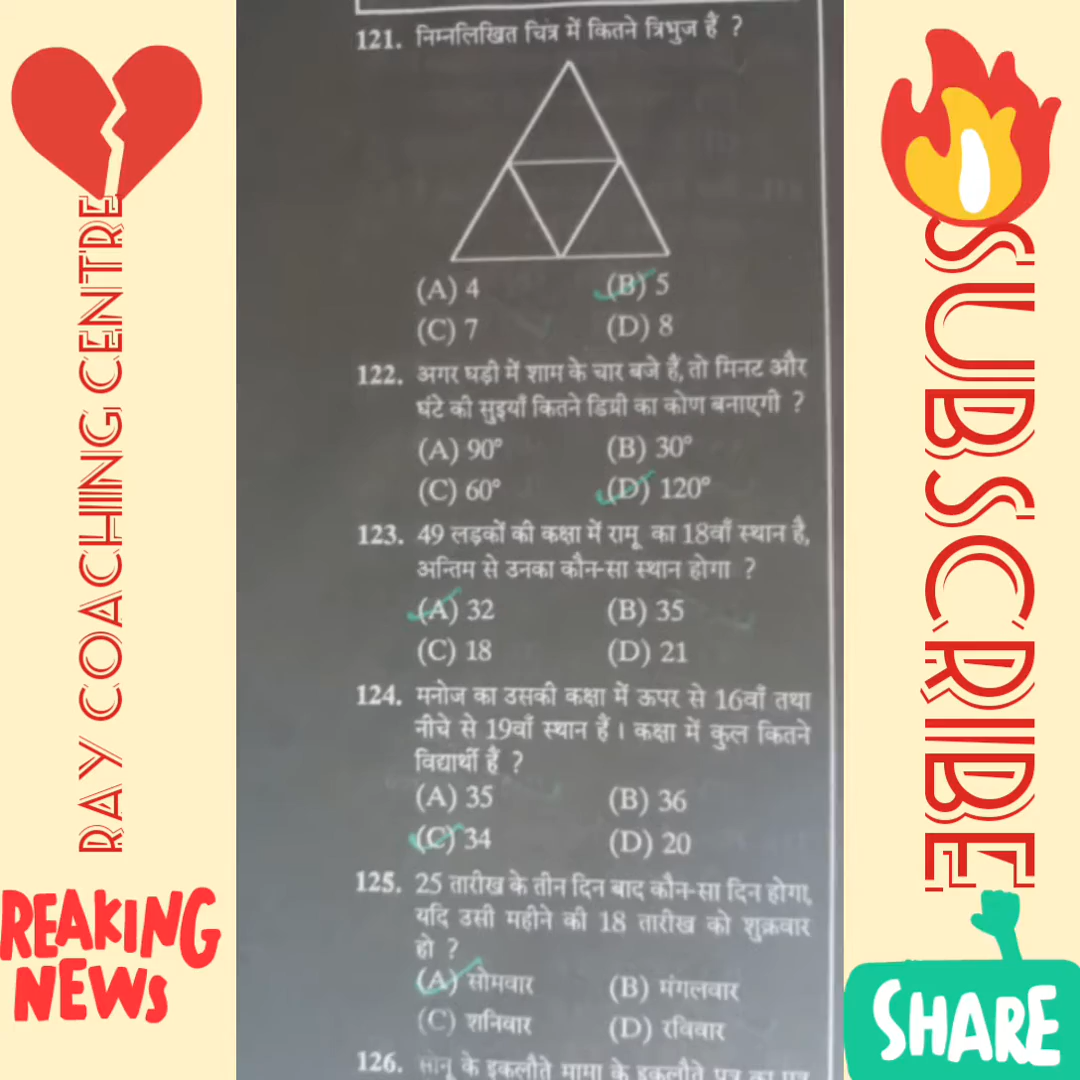 121. निम्नलिखित चित्र में कितने त्रिभुज हैं ?
(A) 4 (B) 5
(C) 7 (D) 8
122. अगर घड़ी में शाम के चार बजे हैं, तो मिनट और
घंटे की सुइयाँ कितने डिग्री का कोण बनाएगी ?
(A) 90° (B) 30°
(C) 60° (D) 120°
123. 49 लड़कों की कक्षा में रामू का 18वाँ स्थान है,
अन्तिम से उनका कौन-सा स्थान होगा ?
(A) 32 (B) 35
(C) 18 (D) 21
124. मनोज का उसकी कक्षा में ऊपर से 16वाँ तथा
नीचे से 19वाँ स्थान हैं । कक्षा में कुल कितने
विद्यार्थी हैं ?
(A) 35 (B) 36
(C) 34 (D) 20
125. 25 तारीख के तीन दिन बाद कौन-सा दिन होगा,
यदि उसी महीने की 18 तारीख को शुक्रवार
हो ?
(A) सोमवार (B) मंगलवार
(C) शनिवार (D) रविवार
126. सोनू के इकलौते मामा के इकलौते पुत्र का
RAY COACHING CENTRE
REAKING
NEWS
SUBSCRIBE
SHARE